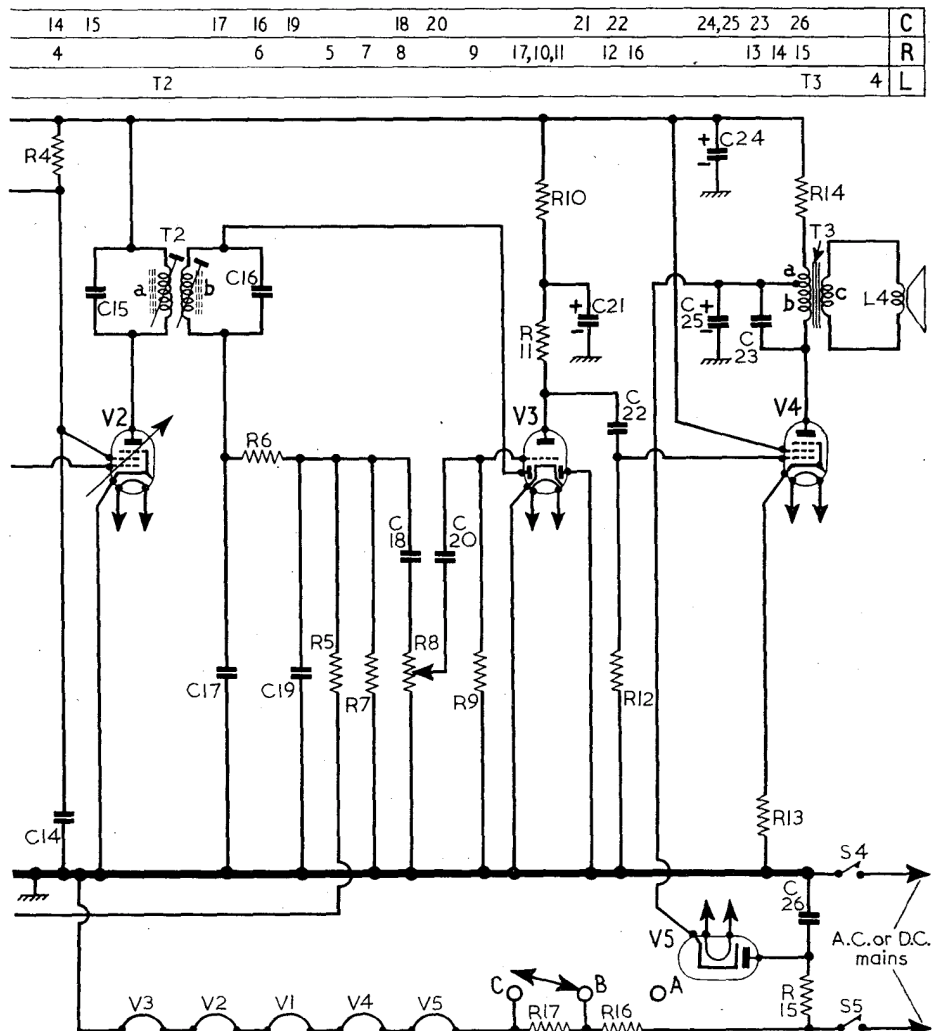 14 15 17 16 19 18 20 21 22 24,25 23 26 C
4 6 5 7 8 9 17,10,11 12 16 13 14 15 R
T2 T3 4 L
R4
R10
+ C24
-
R14
T2
T3
C15
a
b
C16
+ C21
-
a
b
c
L4
C 25
+
-
C 23
R 11
V2
V3
C 22
V4
R6
C 18
C 20
R5
R8
C17
C19
R7
R9
R12
C14
R13
S4
C 26
V5
A.C. or D.C. mains
C
B
A
V3
V2
V1
V4
V5
R17
R16
R 15
S5